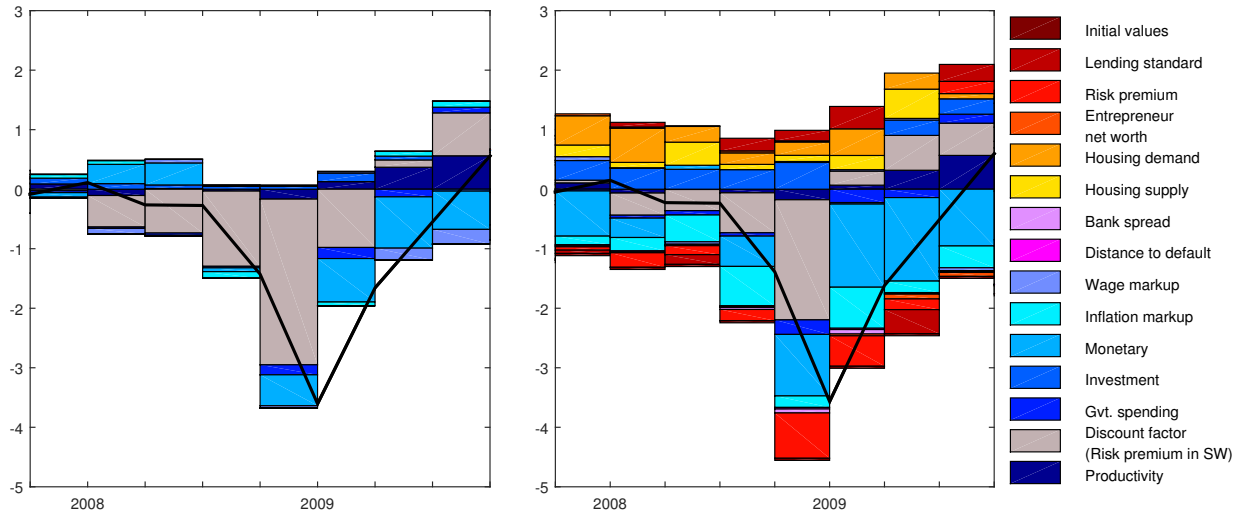 3
2
1
0
-1
-2
-3
-4
-5
2008
2009
3
2
1
0
-1
-2
-3
-4
-5
2008
2009
Initial values
Lending standard
Risk premium
Entrepreneur
net worth
Housing demand
Housing supply
Bank spread
Distance to default
Wage markup
Inflation markup
Monetary
Investment
Gvt. spending
Discount factor
(Risk premium in SW)
Productivity